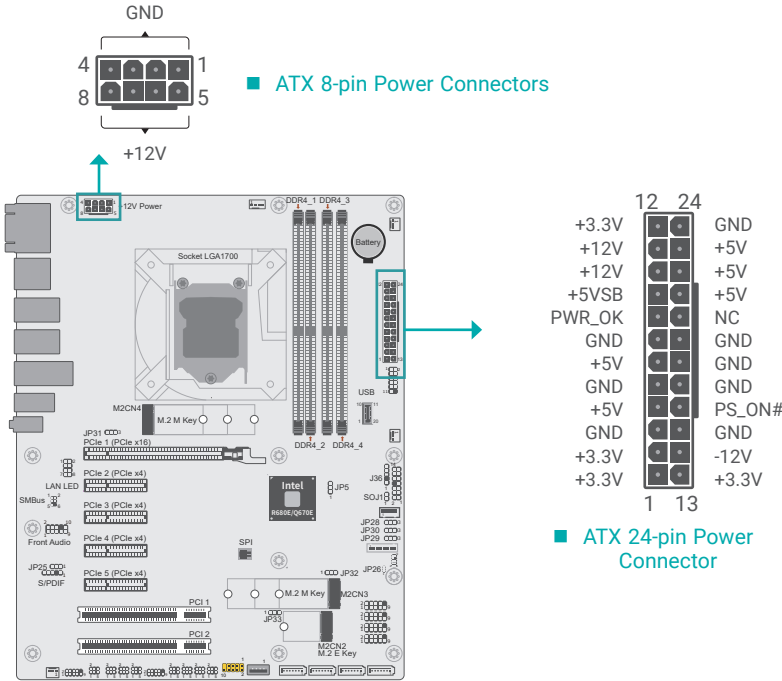 GND
4 1
8 5
+12V
■ ATX 8-pin Power Connectors
+12V Power
DDR4_1 DDR4_3
Battery
Socket LGA1700
USB
M2CN4
M.2 M Key
DDR4_2 DDR4_4
JP31
PCIe 1 (PCIe x16)
LAN LED
PCIe 2 (PCIe x4)
SMBus
PCIe 3 (PCIe x4)
Front Audio
PCIe 4 (PCIe x4)
JP25
S/PDIF
PCIe 5 (PCIe x4)
Intel
R680E/Q670E
JP5
J36
SOJ1
JP28
JP30
JP29
SPI
JP32
JP26
M.2 M Key
M2CN3
JP33
M2CN2
M.2 E Key
PCI 1
PCI 2
12 24
+3.3V GND
+12V +5V
+12V +5V
+5VSB +5V
PWR_OK NC
GND GND
+5V GND
GND GND
+5V PS_ON#
GND GND
+3.3V -12V
+3.3V +3.3V
1 13
■ ATX 24-pin Power
Connector